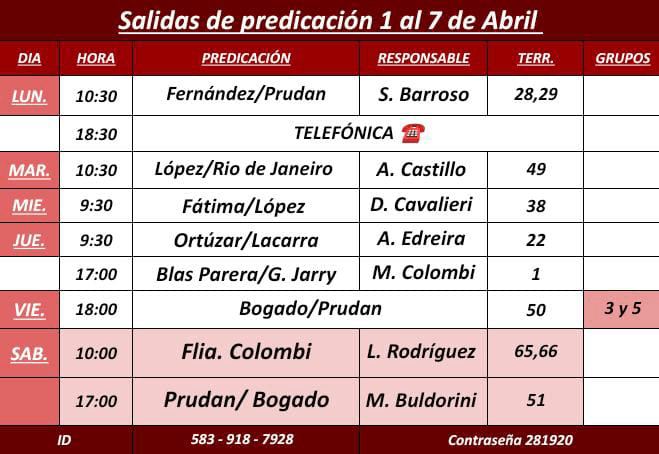 Salidas de predicación 1 al 7 de Abril
DIA HORA PREDICACIÓN RESPONSABLE TERR. GRUPOS
LUN. 10:30 Fernández/Prudan S. Barroso 28,29
18:30 TELEFÓNICA ☎
MAR. 10:30 López/Rio de Janeiro A. Castillo 49
MIE. 9:30 Fátima/López D. Cavalieri 38
JUE. 9:30 Ortúzar/Lacarra A. Edreira 22
17:00 Blas Parera/G. Jarry M. Colombi 1
VIE. 18:00 Bogado/Prudan 50 3 y 5
SAB. 10:00 Flia. Colombi L. Rodríguez 65,66
17:00 Prudan/ Bogado M. Buldorini 51
ID 583 - 918 - 7928 Contraseña 281920